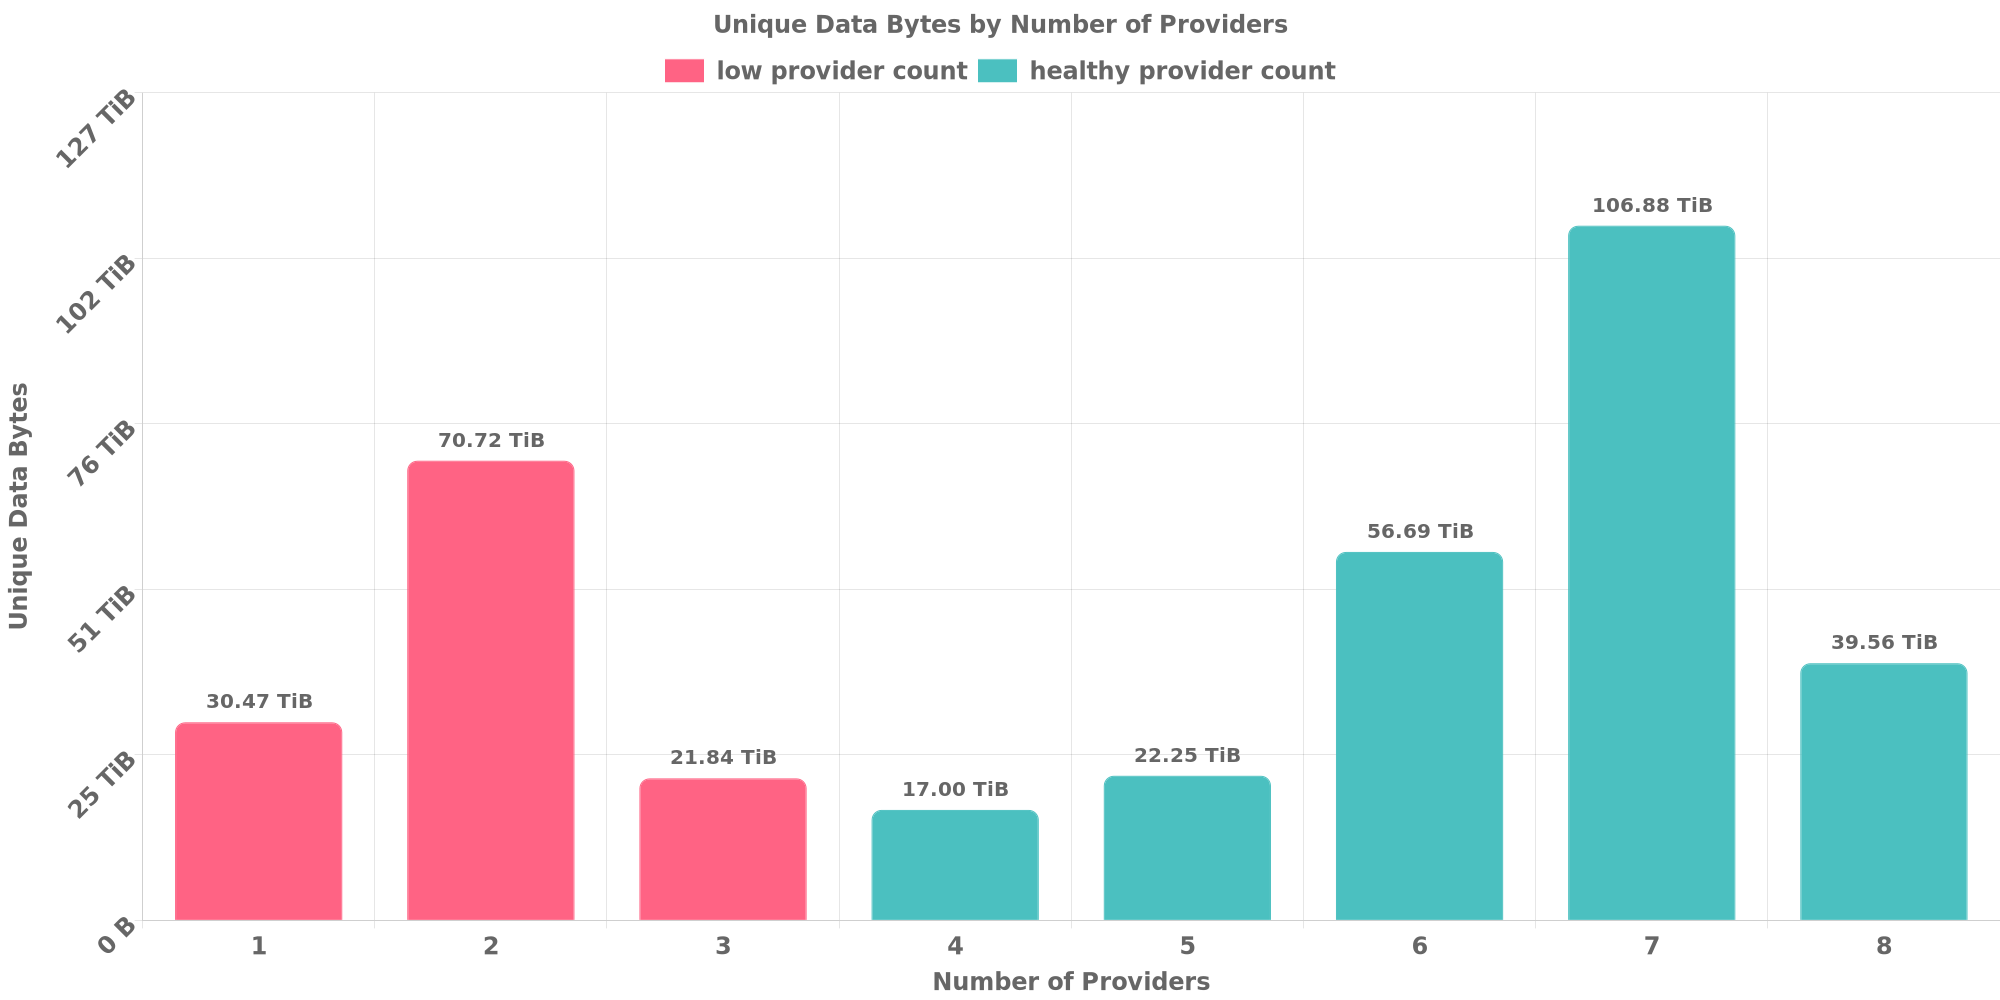 Unique Data Bytes by Number of Providers
low provider count healthy provider count
127 TiB
102 TiB
76 TiB
51 TiB
25 TiB
0 B
Unique Data Bytes
30.47 TiB
70.72 TiB
21.84 TiB
17.00 TiB
22.25 TiB
56.69 TiB
106.88 TiB
39.56 TiB
1 2 3 4 5 6 7 8
Number of Providers